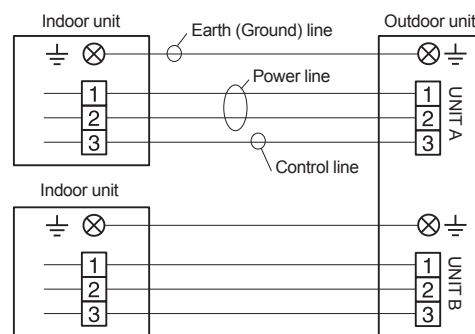 Indoor unit
Outdoor unit
Earth (Ground) line
Power line
1
1
2
2
3
3
UNIT A
Control line
Indoor unit
1
1
2
2
3
3
UNIT B